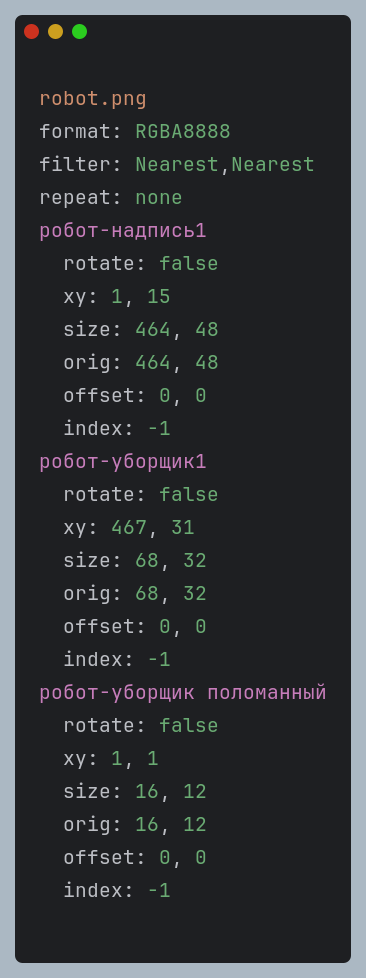 robot.png
format: RGBA8888
filter: Nearest,Nearest
repeat: none
робот-надпись1
  rotate: false
  xy: 1, 15
  size: 464, 48
  orig: 464, 48
  offset: 0, 0
  index: -1
робот-уборщик1
  rotate: false
  xy: 467, 31
  size: 68, 32
  orig: 68, 32
  offset: 0, 0
  index: -1
робот-уборщик поломанный
  rotate: false
  xy: 1, 1
  size: 16, 12
  orig: 16, 12
  offset: 0, 0
  index: -1